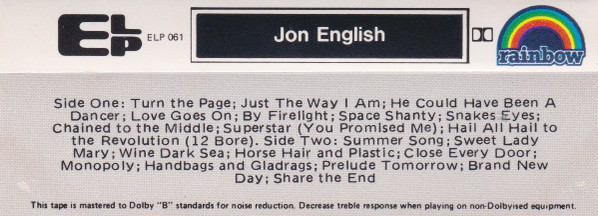 ELP
ELP 061
Jon English
rainbow
Side One: Turn the Page; Just The Way I Am; He Could Have Been A
Dancer; Love Goes On; By Firelight; Space Shanty; Snakes Eyes;
Chained to the Middle; Superstar (You Promised Me); Hail All Hail to
the Revolution (12 Bore). Side Two: Summer Song; Sweet Lady
Mary; Wine Dark Sea; Horse Hair and Plastic; Close Every Door;
Monopoly; Handbags and Gladrags; Prelude Tomorrow; Brand New
Day; Share the End
This tape is mastered to Dolby "B" standards for noise reduction. Decrease treble response when playing on non-Dolbyised equipment.